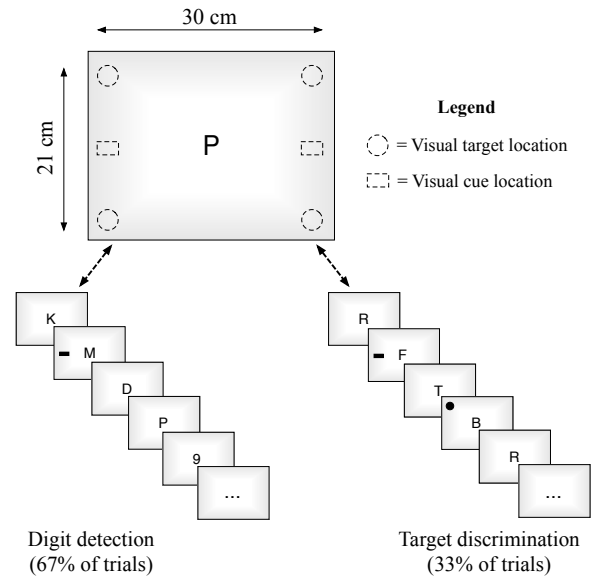 30 cm
21 cm
P
Legend
= Visual target location
= Visual cue location
K
M
D
P
9
...
Digit detection
(67% of trials)
R
F
T
B
R
...
Target discrimination
(33% of trials)